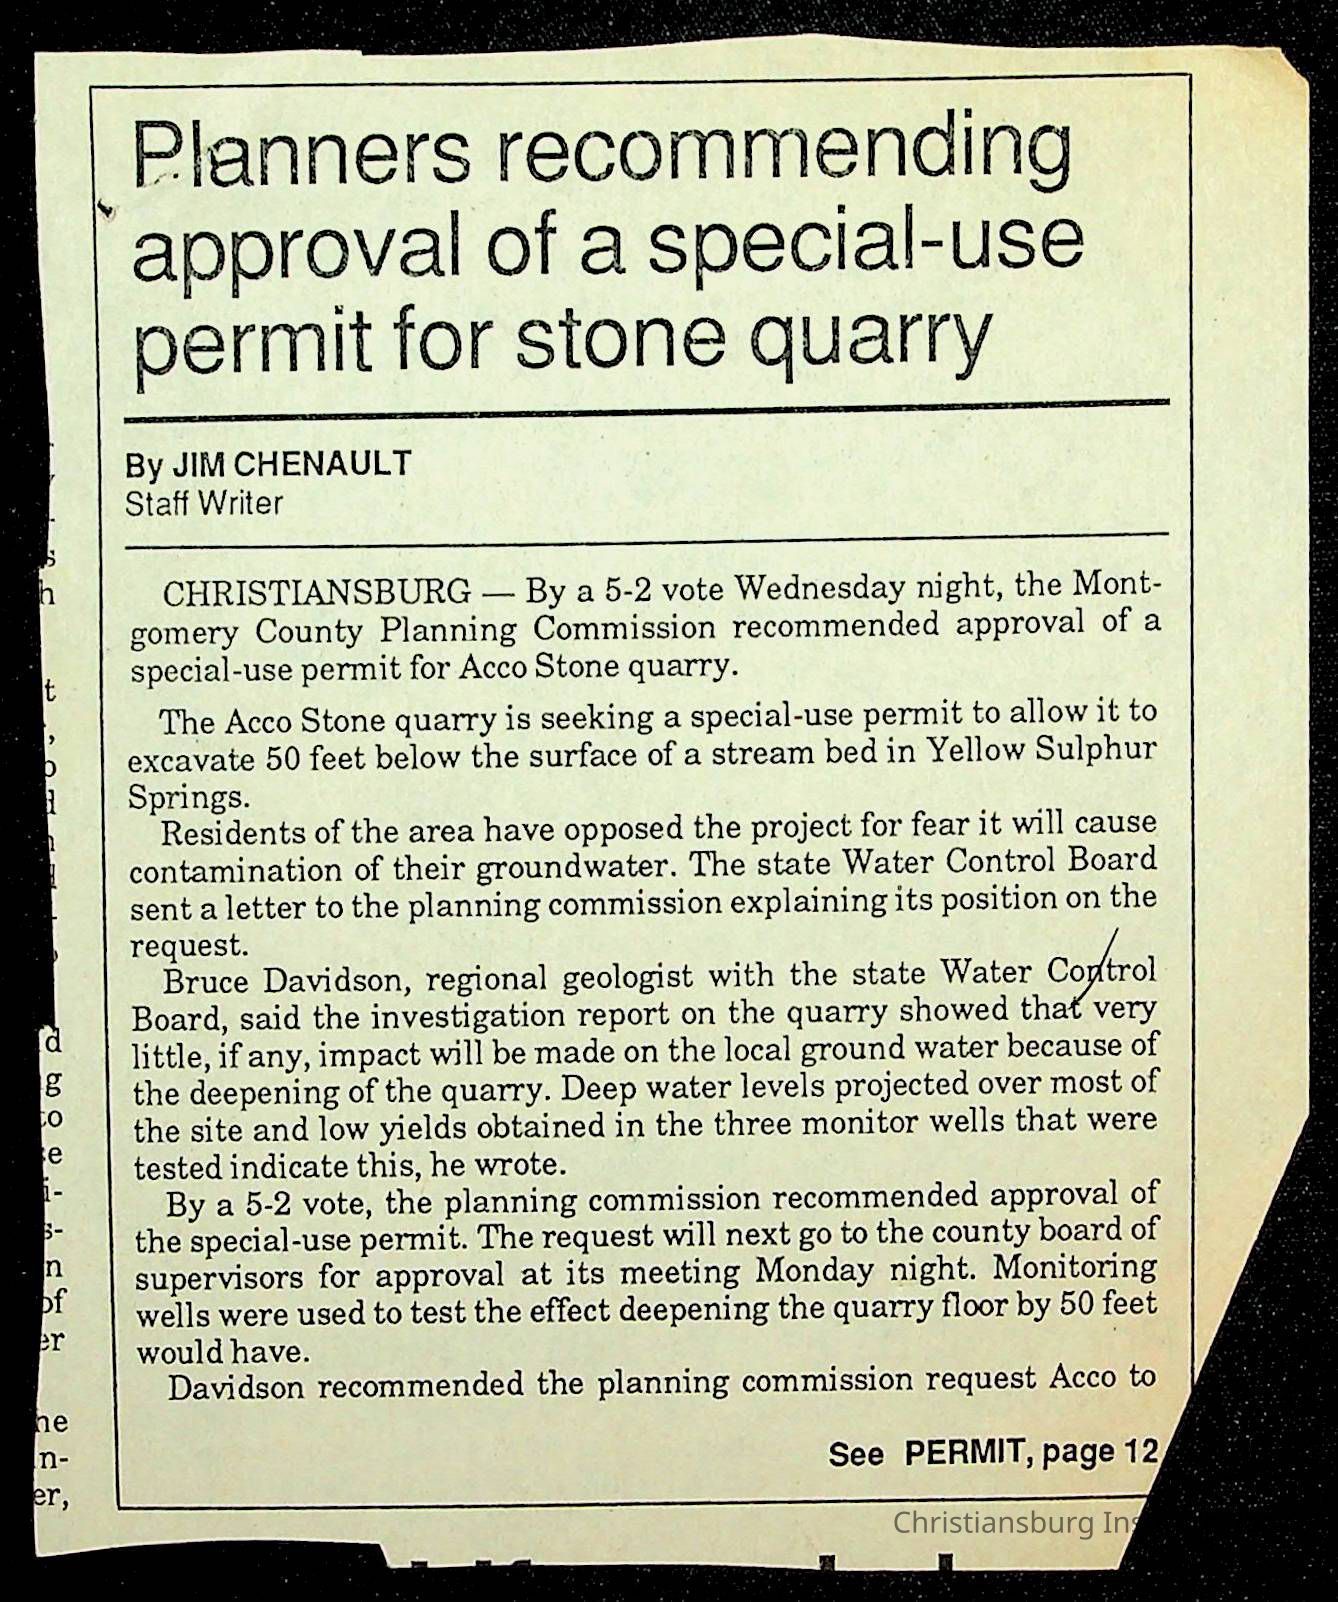 Planners recommending
approval of a special-use
permit for stone quarry
By JIM CHENAULT
Staff Writer
CHRISTIANSBURG — By a 5-2 vote Wednesday night, the Mont-
gomery County Planning Commission recommended approval of a
special-use permit for Acco Stone quarry.
The Acco Stone quarry is seeking a special-use permit to allow it to
excavate 50 feet below the surface of a stream bed in Yellow Sulphur
Springs.
Residents of the area have opposed the project for fear it will cause
contamination of their groundwater. The state Water Control Board
sent a letter to the planning commission explaining its position on the
request.
Bruce Davidson, regional geologist with the state Water Control
Board, said the investigation report on the quarry showed that very
little, if any, impact will be made on the local ground water because of
the deepening of the quarry. Deep water levels projected over most of
the site and low yields obtained in the three monitor wells that were
tested indicate this, he wrote.
By a 5-2 vote, the planning commission recommended approval of
the special-use permit. The request will next go to the county board of
supervisors for approval at its meeting Monday night. Monitoring
wells were used to test the effect deepening the quarry floor by 50 feet
would have.
Davidson recommended the planning commission request Acco to
See PERMIT, page 12
Christiansburg Ins